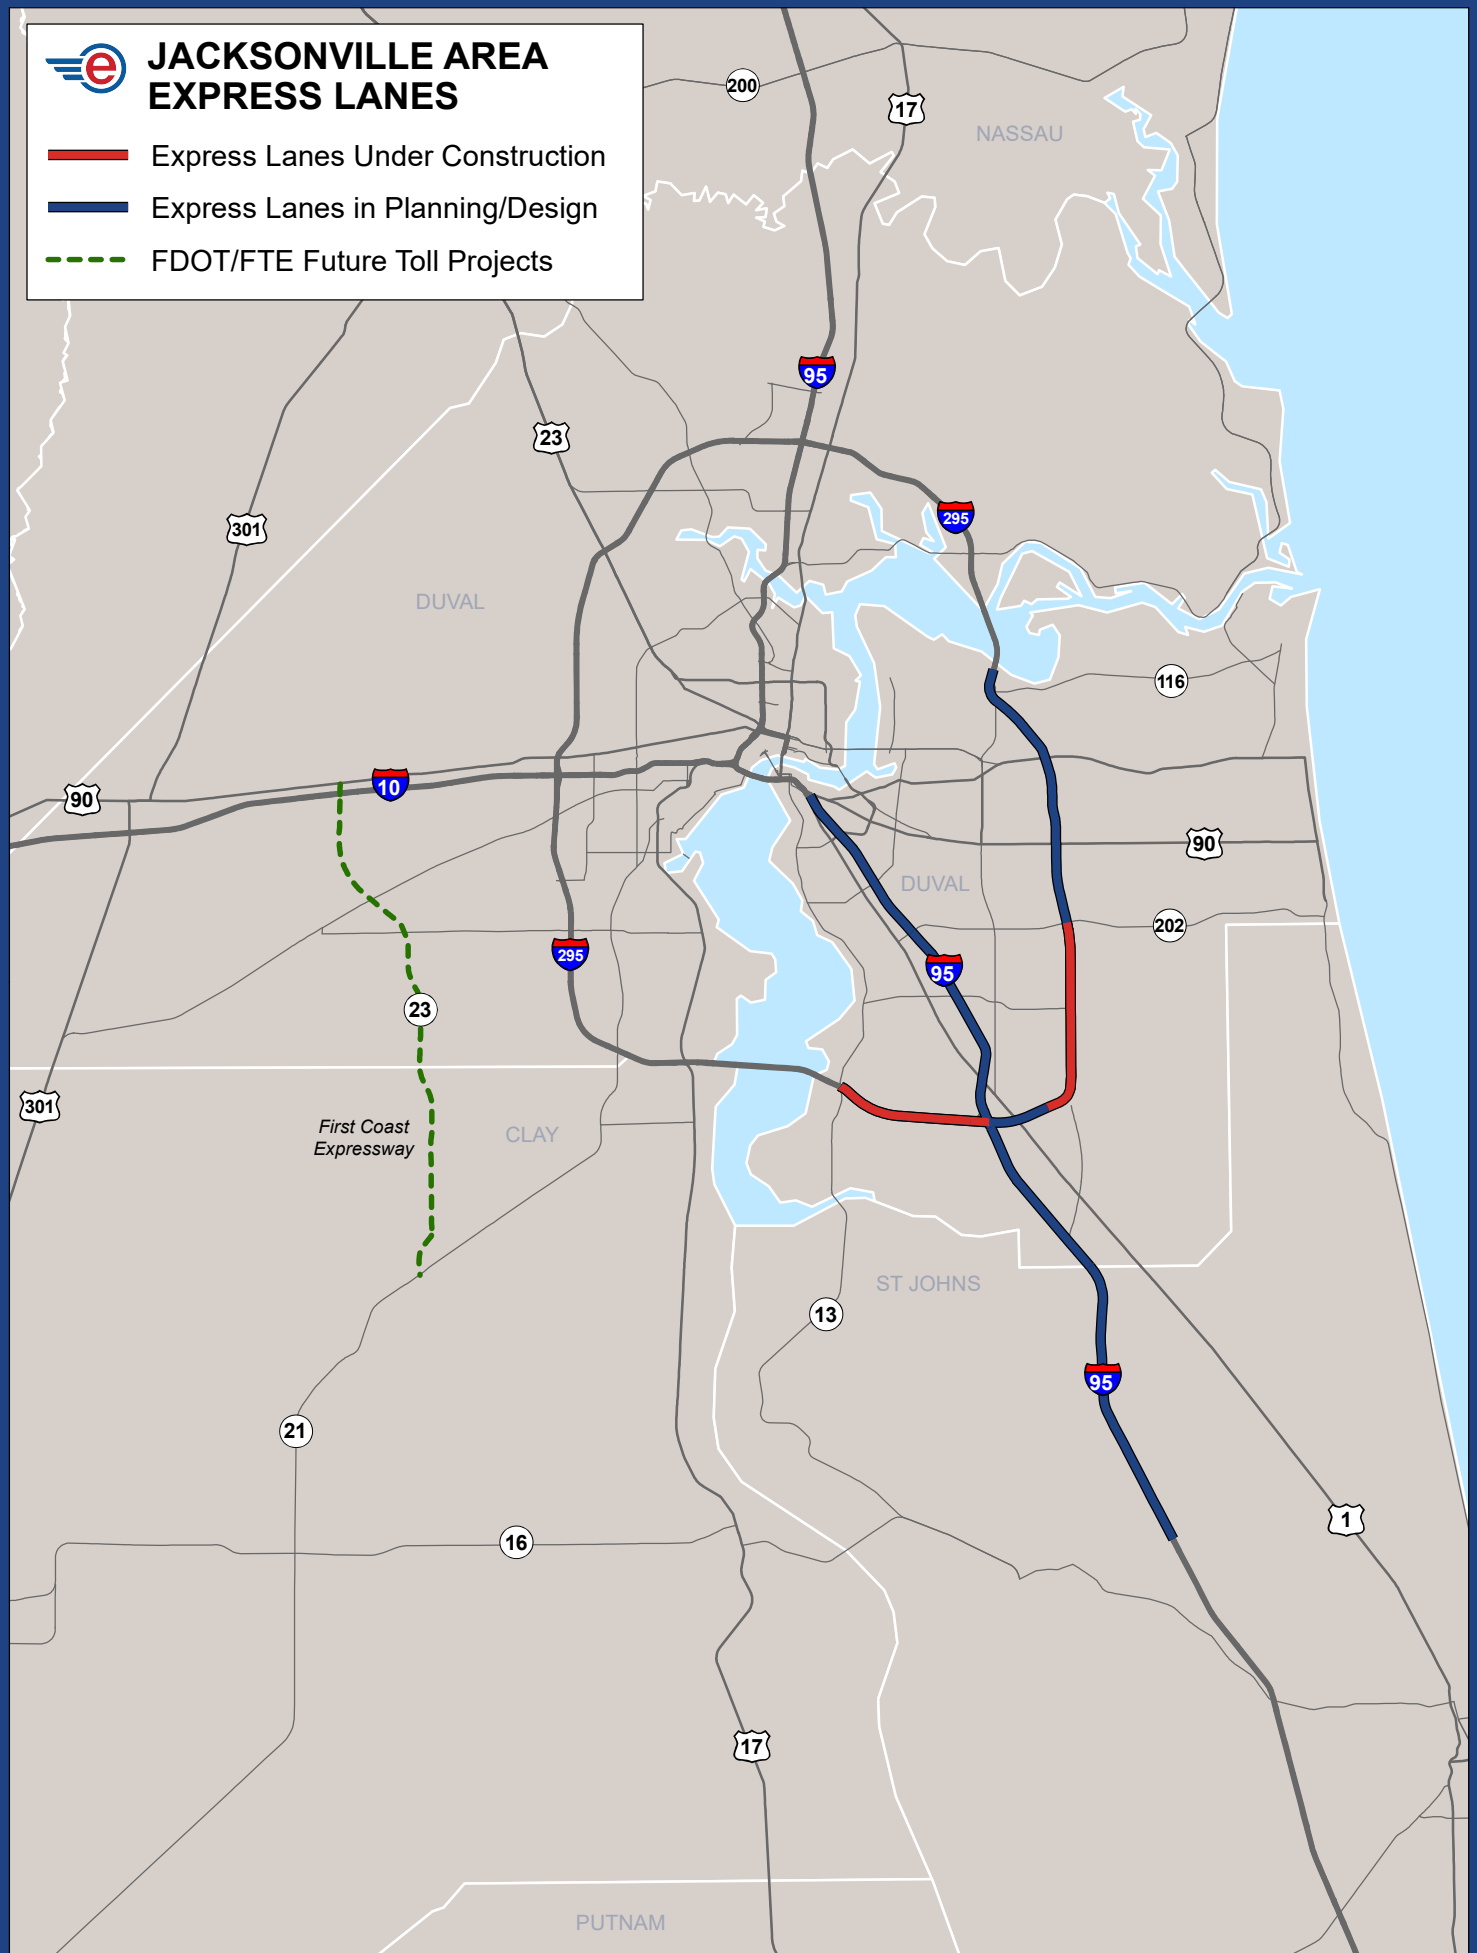 e
JACKSONVILLE AREA
EXPRESS LANES
Express Lanes Under Construction
Express Lanes in Planning/Design
FDOT/FTE Future Toll Projects
200
17
NASSAU
95
23
295
301
DUVAL
116
10
90
90
DUVAL
202
295
95
23
301
First Coast
Expressway
CLAY
ST JOHNS
13
95
21
1
16
17
PUTNAM